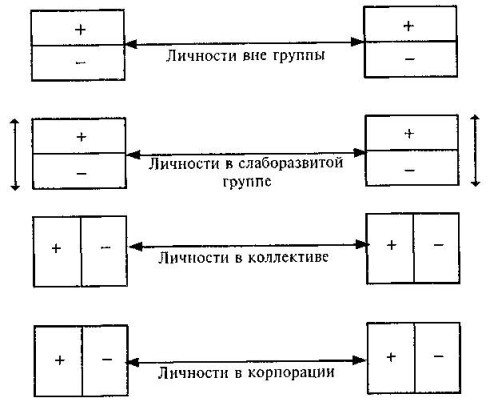 + +
Личности вне группы
− −
+ +
Личности в слаборазвитой
группе
− −
+ − + −
Личности в коллективе
+ − + −
Личности в корпорации